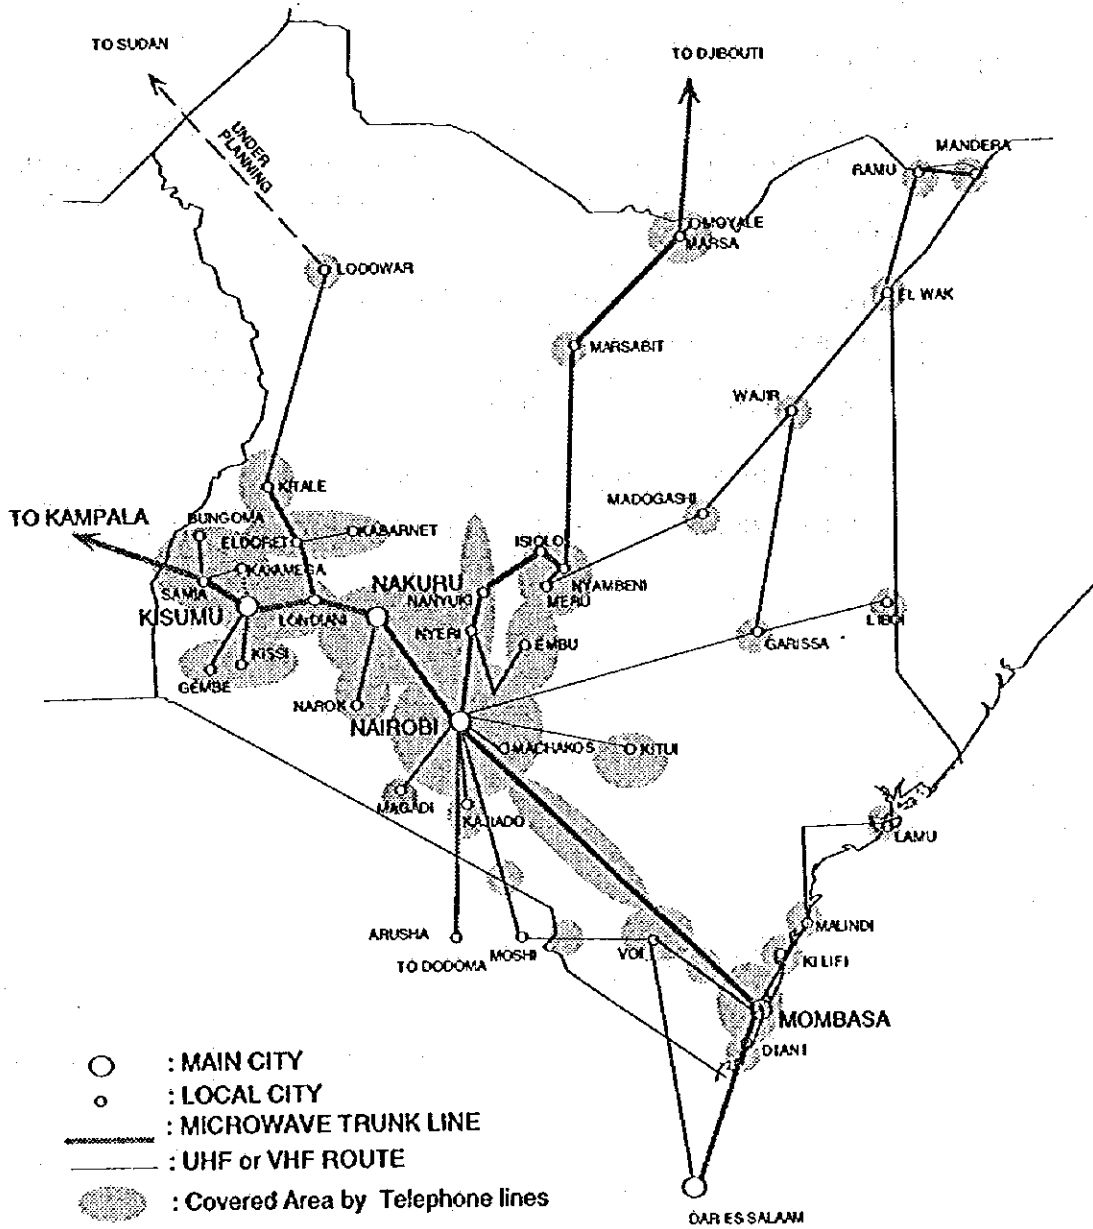 TO SUDAN
TO DJIBOUTI
UNDER
PLANNING
MANDERA
RAMU
MOYALE
MARSA
LODOWAR
EL WAK
MARSABIT
WAJIR
KITALE
MADOGASHI
TO KAMPALA
BUNGOMA
ELDORET
KABARNET
ISIOLO
KAKAMEGA
NAKURU
NYAMBENI
SAMIA
NANYUKI
MERU
KISUMU
LONDIANI
LIBOI
NYERI
EMBU
GARISSA
KISSI
GEMBE
NAROK
NAIROBI
MACHAKOS
KITUI
MAGADI
KAJIADO
LAMU
MALINDI
ARUSHA
MOSHI
VOI
KILIFI
TO DODOMA
MOMBASA
DIANI
: MAIN CITY
: LOCAL CITY
: MICROWAVE TRUNK LINE
: UHF or VHF ROUTE
: Covered Area by Telephone lines
DAR ES SALAAM